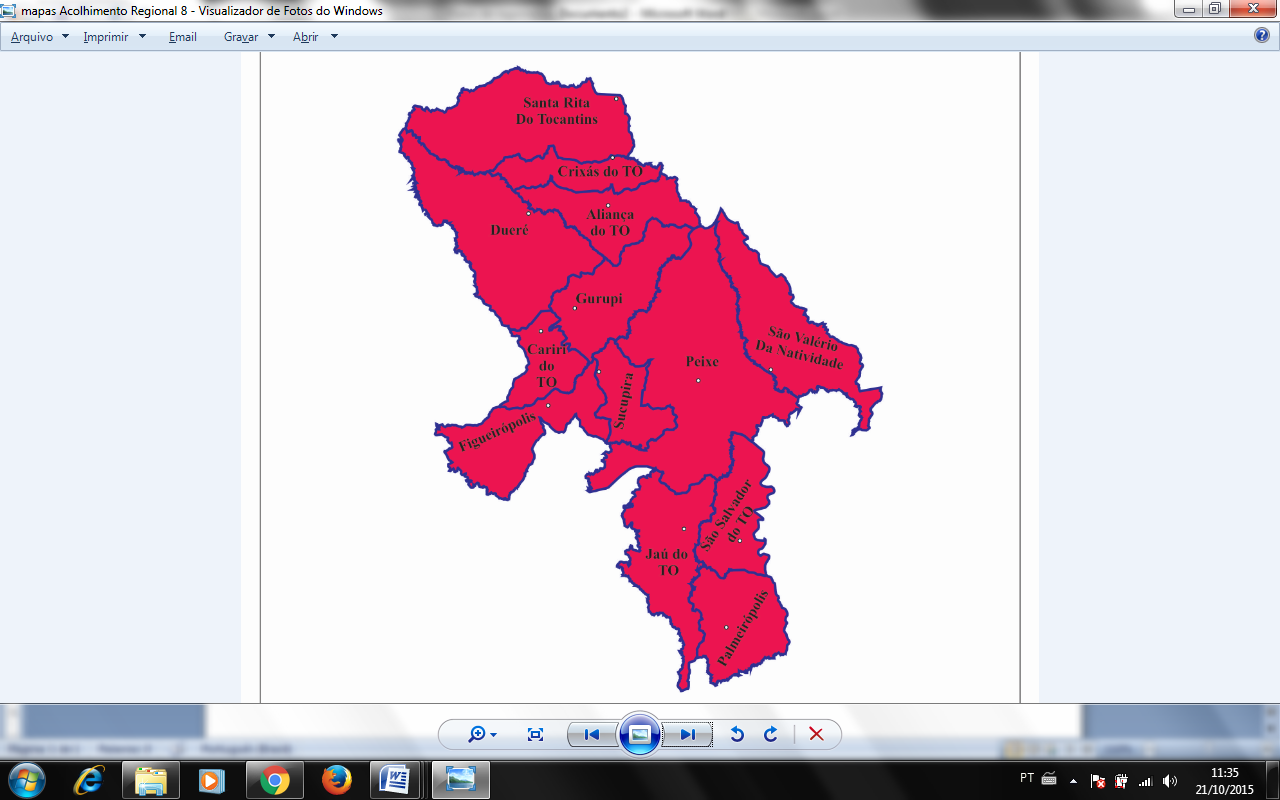 mapas Acolhimento Regional 8 - Visualizador de Fotos do Windows
Arquivo Imprimir Email Gravar Abrir
Santa Rita
Do Tocantins
Crixás do TO
Aliança
do TO
Dueré
Gurupi
São Valério
Da Natividade
Cariri
do
TO
Peixe
Sucupira
Figueirópolis
São Salvador
do TO
Jaú do
TO
Palmeirópolis
PT
11:35
21/10/2015